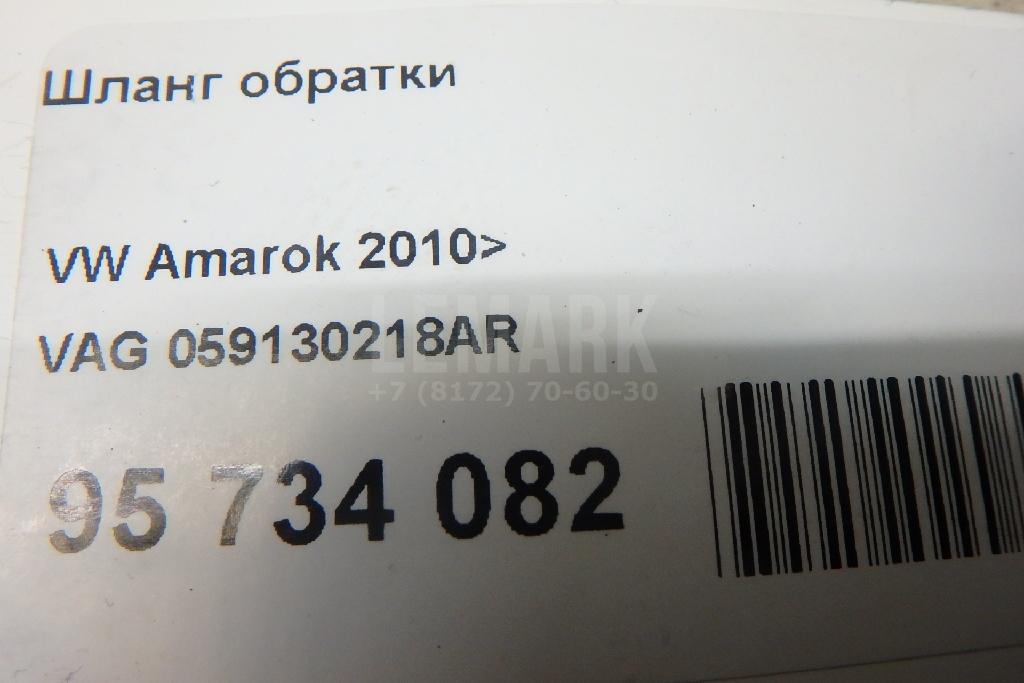 Шланг обратки
VW Amarok 2010>
VAG 059130218AR
LEMARK
+7 (8172) 70-60-30
95 734 082